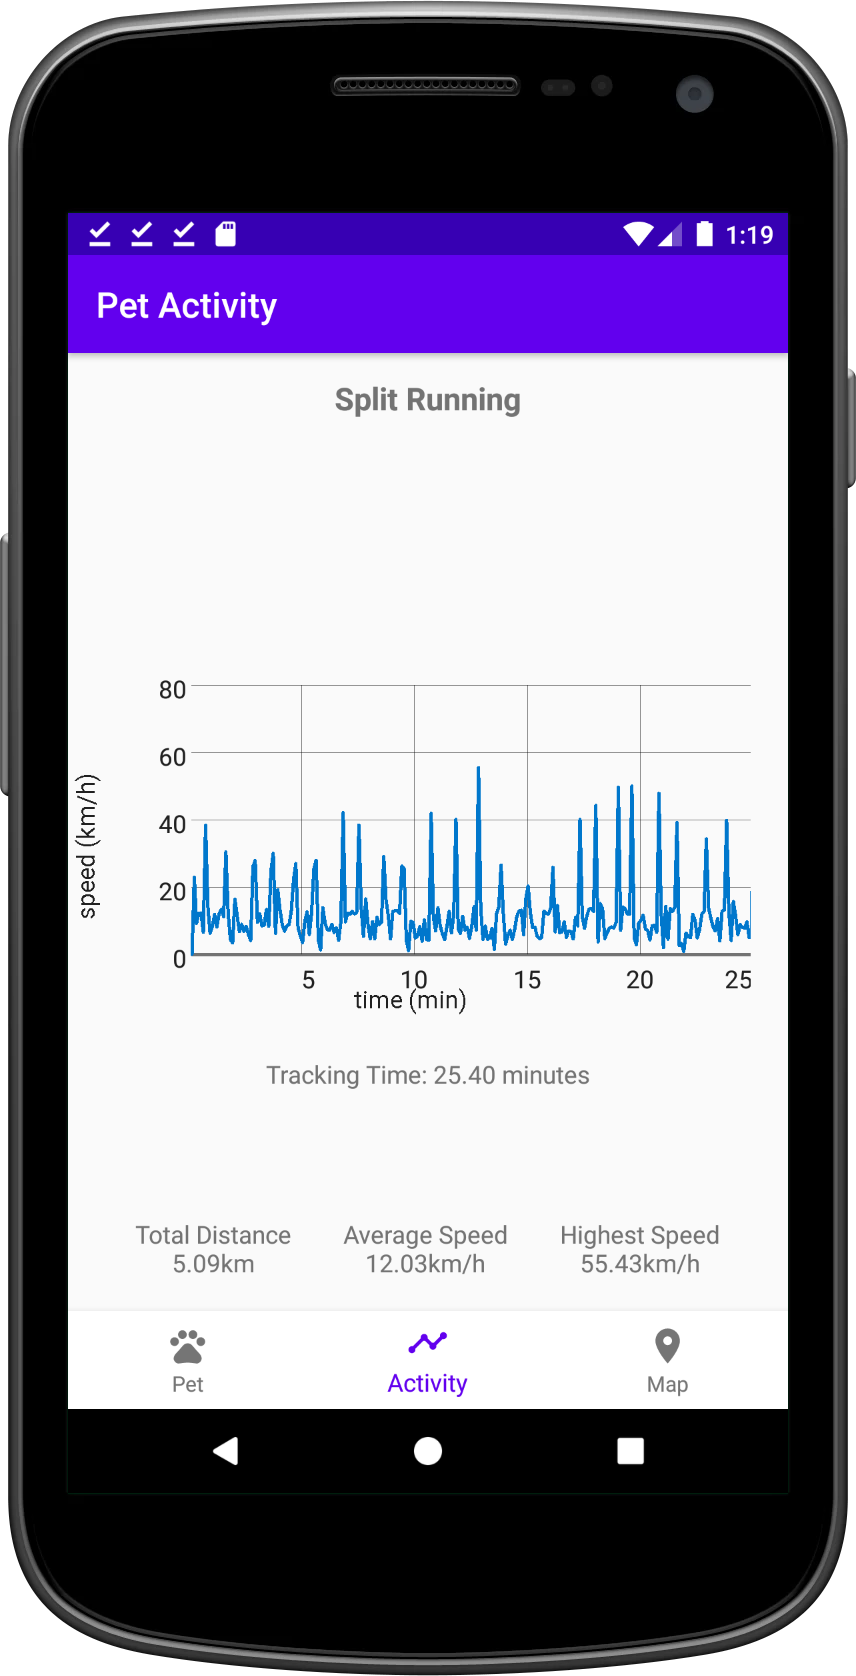 1:19
Pet Activity
Split Running
80
60
40
20
0
speed (km/h)
5 10 15 20 25
time (min)
Tracking Time: 25.40 minutes
Total Distance Average Speed Highest Speed
5.09km 12.03km/h 55.43km/h
Pet Activity Map